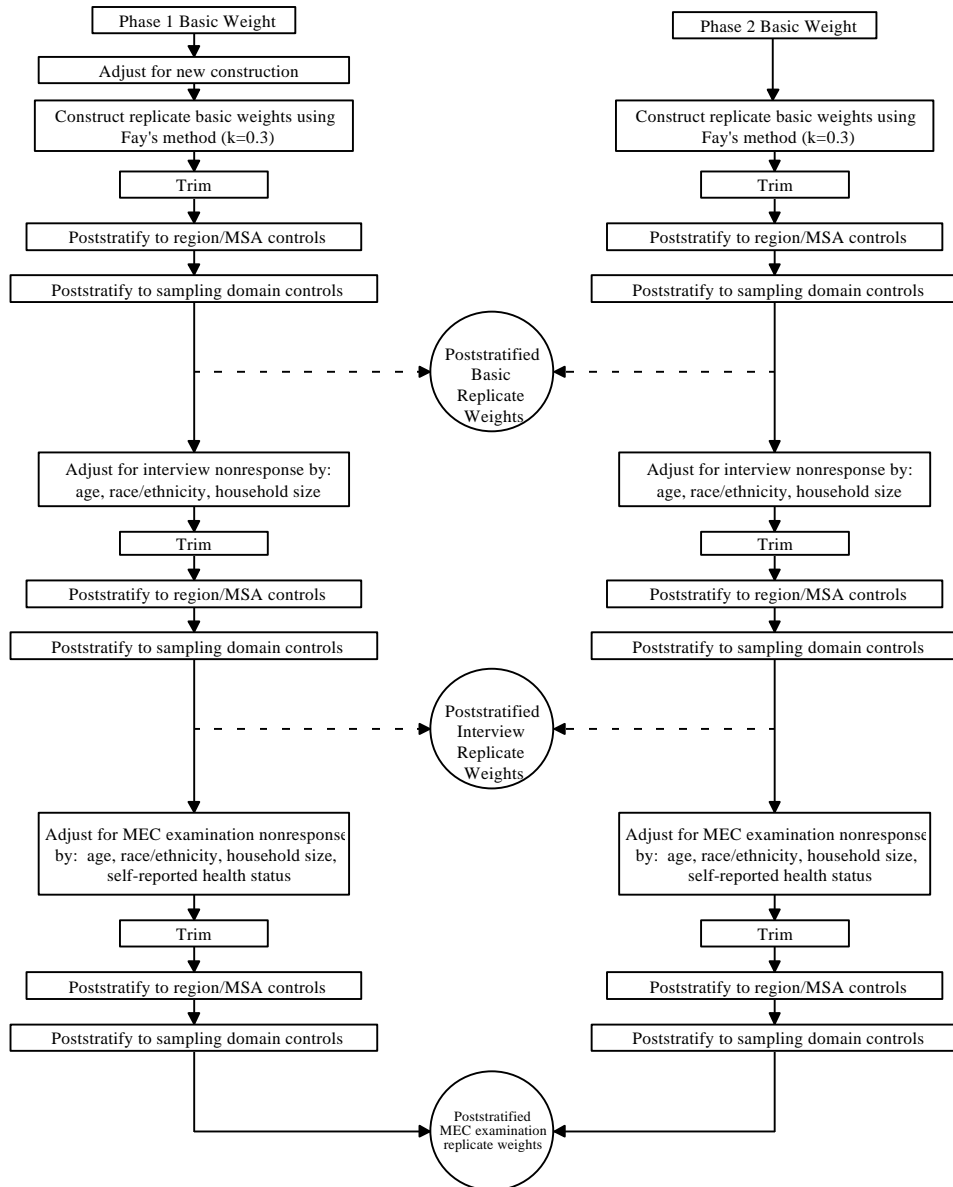 Phase 1 Basic Weight
Adjust for new construction
Construct replicate basic weights using
Fay's method (k=0.3)
Trim
Poststratify to region/MSA controls
Poststratify to sampling domain controls
Phase 2 Basic Weight
Construct replicate basic weights using
Fay's method (k=0.3)
Trim
Poststratify to region/MSA controls
Poststratify to sampling domain controls
Poststratified
Basic
Replicate
Weights
Adjust for interview nonresponse by:
age, race/ethnicity, household size
Trim
Poststratify to region/MSA controls
Poststratify to sampling domain controls
Adjust for interview nonresponse by:
age, race/ethnicity, household size
Trim
Poststratify to region/MSA controls
Poststratify to sampling domain controls
Poststratified
Interview
Replicate
Weights
Adjust for MEC examination nonresponse
by:  age, race/ethnicity, household size,
self-reported health status
Trim
Poststratify to region/MSA controls
Poststratify to sampling domain controls
Adjust for MEC examination nonresponse
by:  age, race/ethnicity, household size,
self-reported health status
Trim
Poststratify to region/MSA controls
Poststratify to sampling domain controls
Poststratified
MEC examination
replicate weights